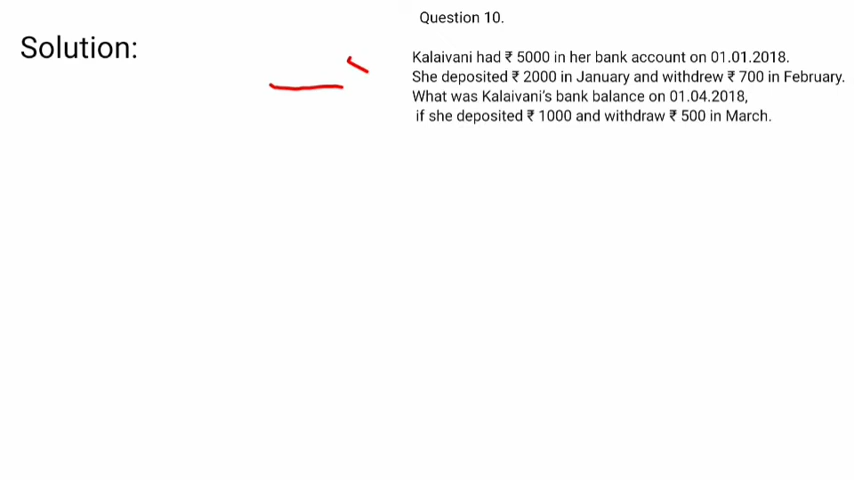 Solution:
Question 10.
Kalaivani had ₹ 5000 in her bank account on 01.01.2018.
She deposited ₹ 2000 in January and withdrew ₹ 700 in February.
What was Kalaivani's bank balance on 01.04.2018,
if she deposited ₹ 1000 and withdraw ₹ 500 in March.